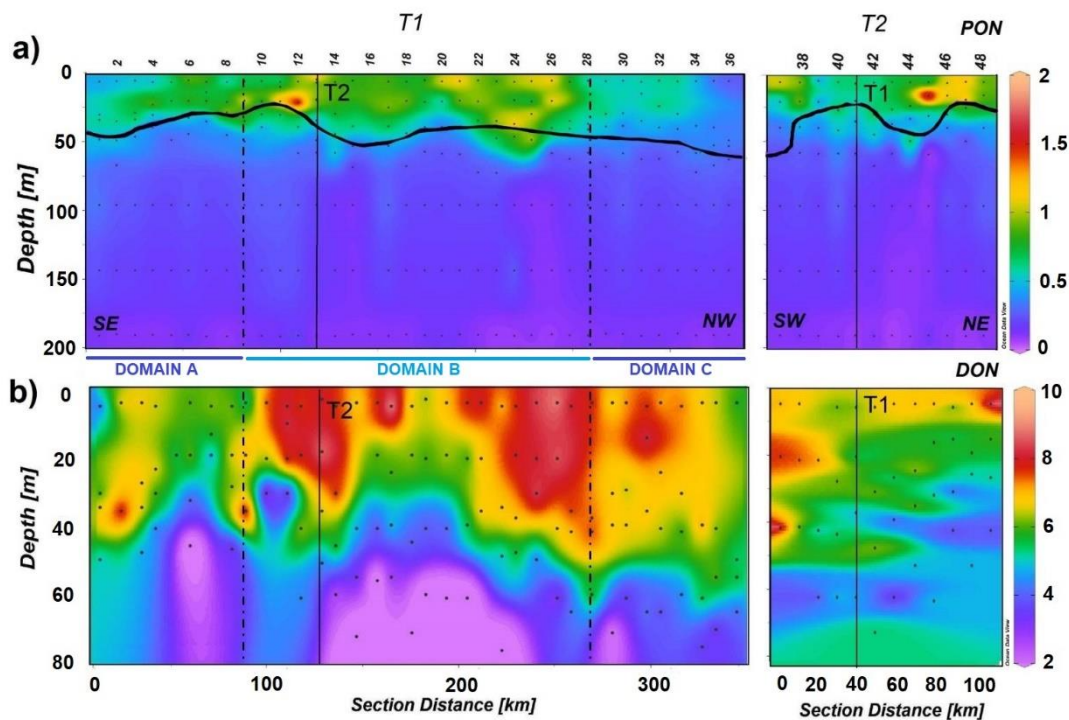 T1 T2
a) 2 4 6 8 10 12 14 16 18 20 22 24 26 28 30 32 34 36 38 40 42 44 46 48 PON
0 2
T2 T1
50 1.5
Depth [m]
100 1
150 0.5
SE NW SW NE
200 0
Ocean Data View
DOMAIN A DOMAIN B DOMAIN C DON
b) 0 10
T2 T1
20 8
Depth [m]
40 6
60 4
80 2
Ocean Data View
0 100 200 300 0 20 40 60 80 100
Section Distance [km] Section Distance [km]